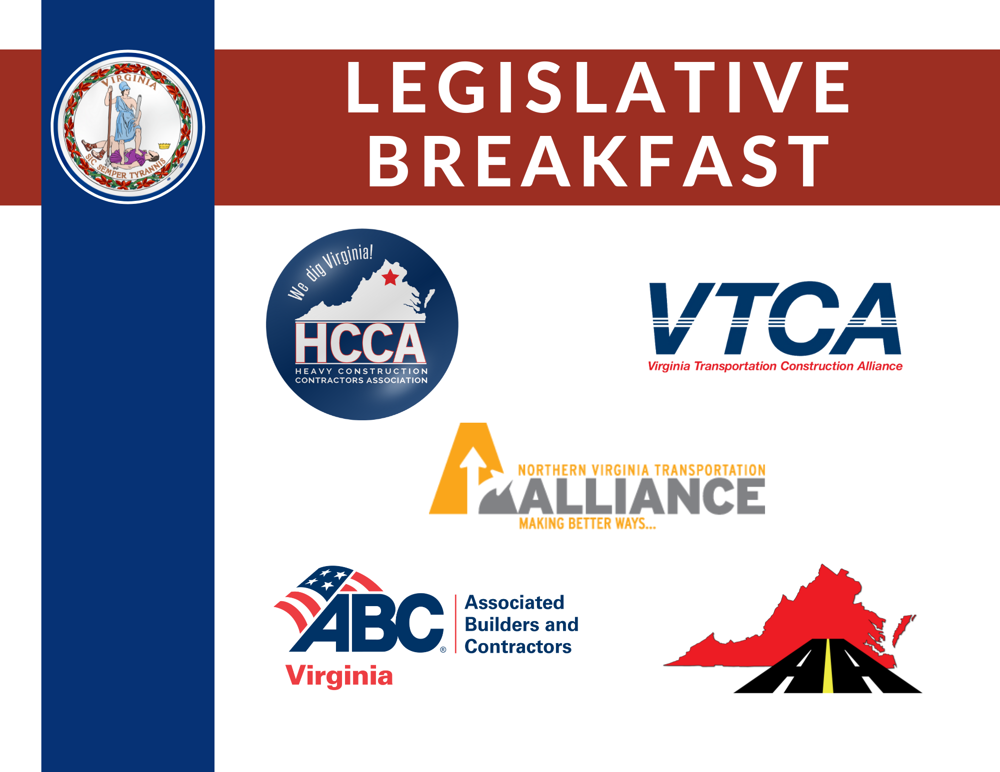 LEGISLATIVE
BREAKFAST
VIRGINIA
SIC SEMPER TYRANNIS
We dig Virginia!
HCCA
HEAVY CONSTRUCTION
CONTRACTORS ASSOCIATION
VTCA
Virginia Transportation Construction Alliance
NORTHERN VIRGINIA TRANSPORTATION
ALLIANCE
MAKING BETTER WAYS...
ABC®
Associated
Builders and
Contractors
Virginia